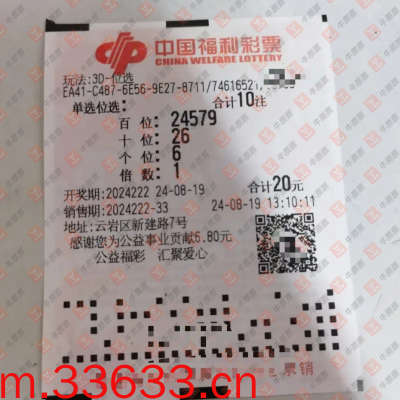 中国福利彩票
CHINA WELFARE LOTTERY
玩法:3D-位选
EA41-C487-6E56-9E27-8711/74616521/
单选位选: 合计10注
百 位: 24579
十 位: 26
个 位: 6
倍 数: 1
开奖期:2024222 24-08-19 合计20元
销售期:2024222-33 24-08-19 13:10:11
地址:云岩区新建路7号
感谢您为公益事业贡献6.80元
公益福彩 汇聚爱心
票销
m.33633.cn